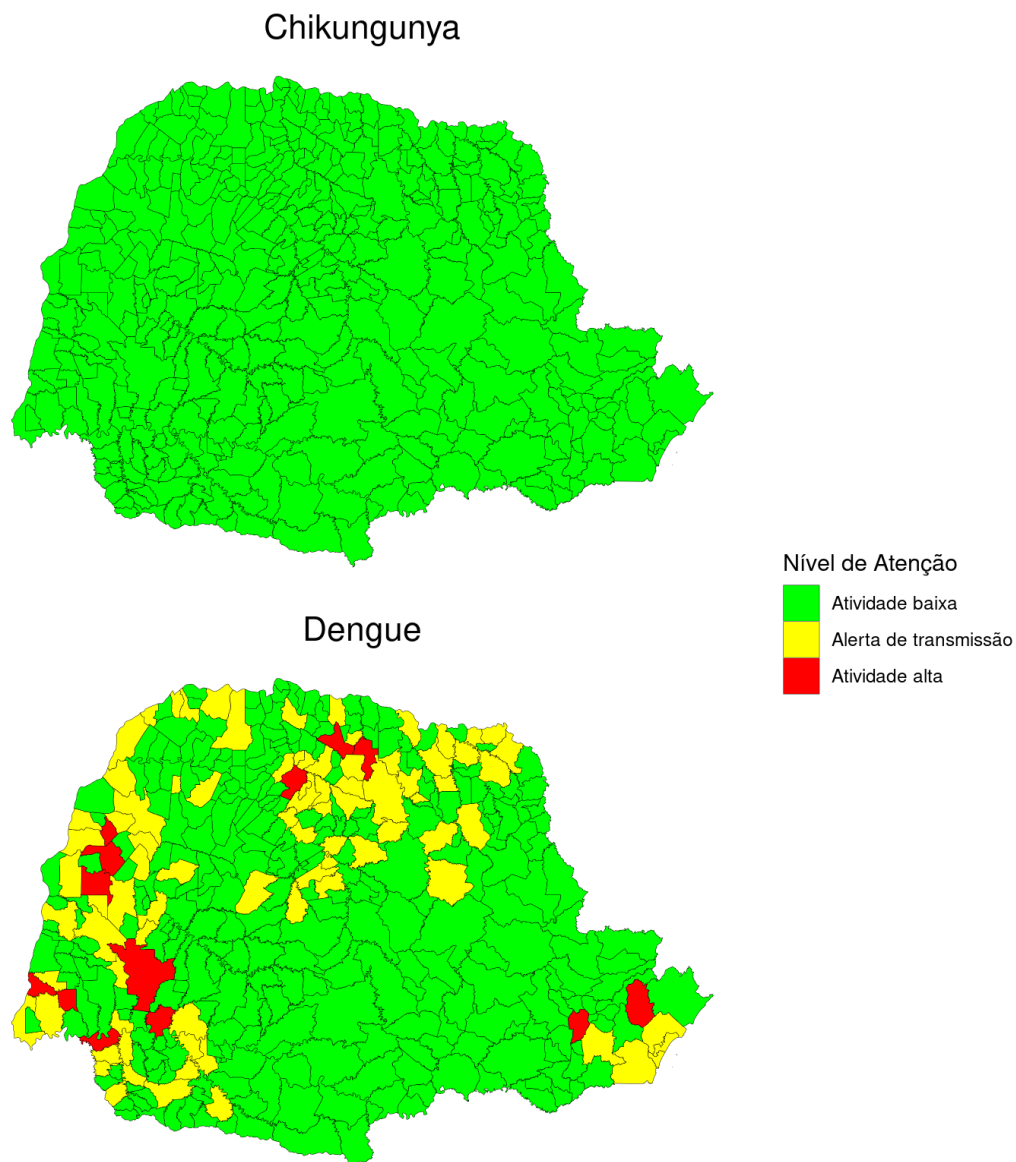 Chikungunya
Nível de Atenção
Atividade baixa
Alerta de transmissão
Atividade alta
Dengue